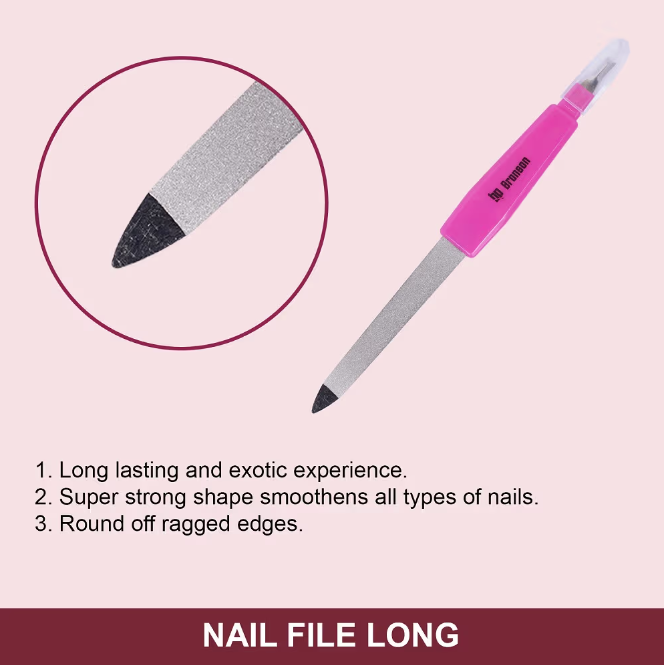 Bronson
1. Long lasting and exotic experience.
2. Super strong shape smoothens all types of nails.
3. Round off ragged edges.
NAIL FILE LONG